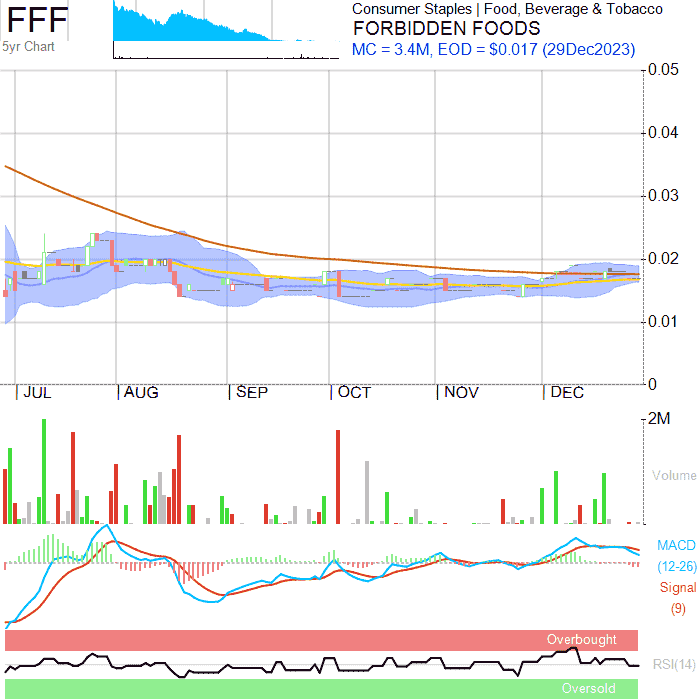 FFF
5yr Chart
Consumer Staples | Food, Beverage & Tobacco
FORBIDDEN FOODS
MC = 3.4M, EOD = $0.017 (29Dec2023)
0.05
0.04
0.03
0.02
0.01
0
JUL AUG SEP OCT NOV DEC
2M
Volume
MACD
(12-26)
Signal
(9)
Overbought
RSI(14)
Oversold